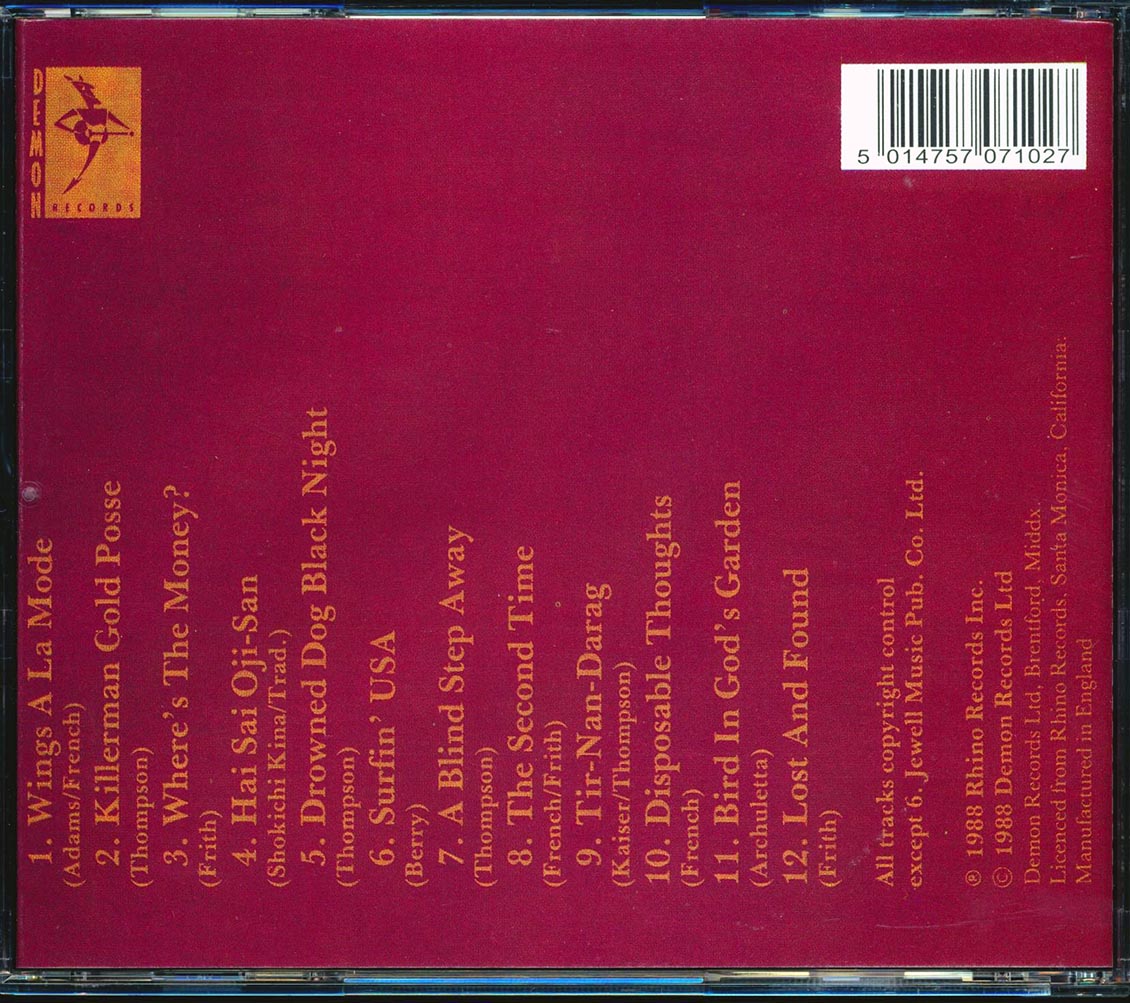 DEMON
RECORDS
5 014757 071027
1. Wings A La Mode
(Adams/French)
2. Killerman Gold Posse
(Thompson)
3. Where's The Money?
(Frith)
4. Hai Sai Oji-San
(Shokichi Kina/Trad.)
5. Drowned Dog Black Night
(Thompson)
6. Surfin' USA
(Berry)
7. A Blind Step Away
(Thompson)
8. The Second Time
(French/Frith)
9. Tir-Nan-Darag
(Kaiser/Thompson)
10. Disposable Thoughts
(French)
11. Bird In God's Garden
(Archuletta)
12. Lost And Found
(Frith)
All tracks copyright control
except 6. Jewell Music Pub. Co. Ltd.
℗ 1988 Rhino Records Inc.
© 1988 Demon Records Ltd
Demon Records Ltd, Brentford, Middx.
Licenced from Rhino Records, Santa Monica, California.
Manufactured in England